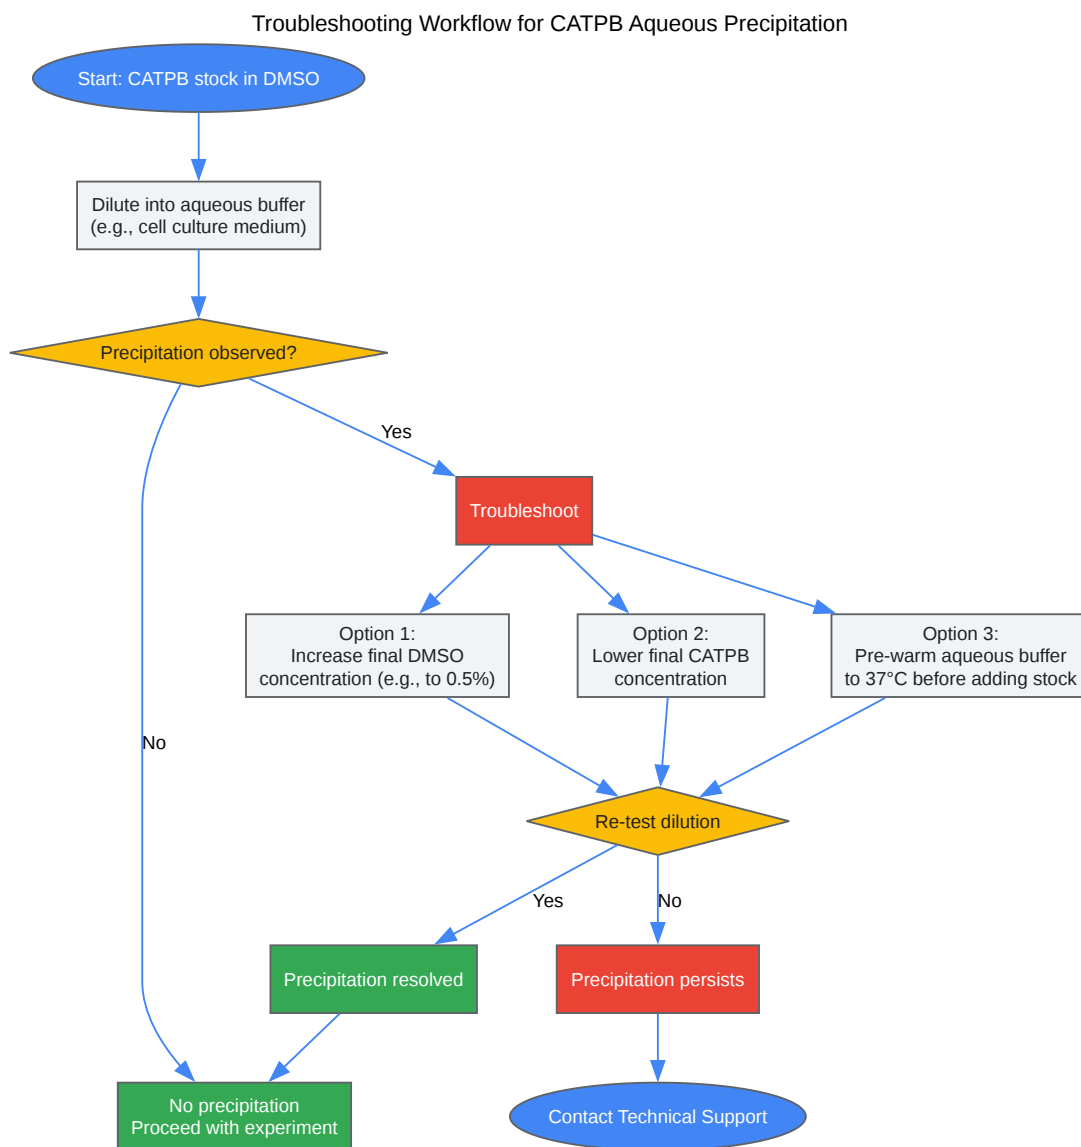 Troubleshooting Workflow for CATPB Aqueous Precipitation
Start: CATPB stock in DMSO
Dilute into aqueous buffer
(e.g., cell culture medium)
Precipitation observed?
Yes
Troubleshoot
Option 1:
Increase final DMSO
concentration (e.g., to 0.5%)
Option 2:
Lower final CATPB
concentration
Option 3:
Pre-warm aqueous buffer
to 37°C before adding stock
No
Re-test dilution
Yes
No
Precipitation resolved
Precipitation persists
No precipitation
Proceed with experiment
Contact Technical Support